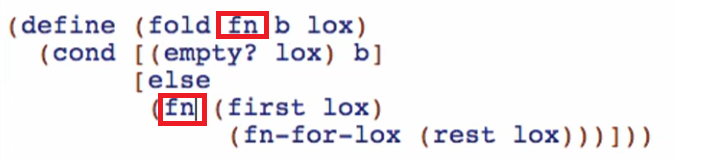 (define (fold fn b lox)
(cond [(empty? lox) b]
[else
(fn (first lox)
(fn-for-lox (rest lox)))]))